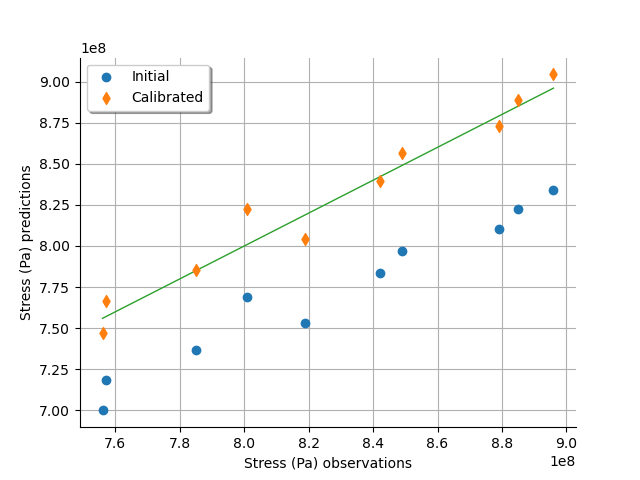 1e8
Initial
Calibrated
9.00
8.75
8.50
8.25
8.00
7.75
7.50
7.25
7.00
Stress (Pa) predictions
7.6
7.8
8.0
8.2
8.4
8.6
8.8
9.0
Stress (Pa) observations
1e8